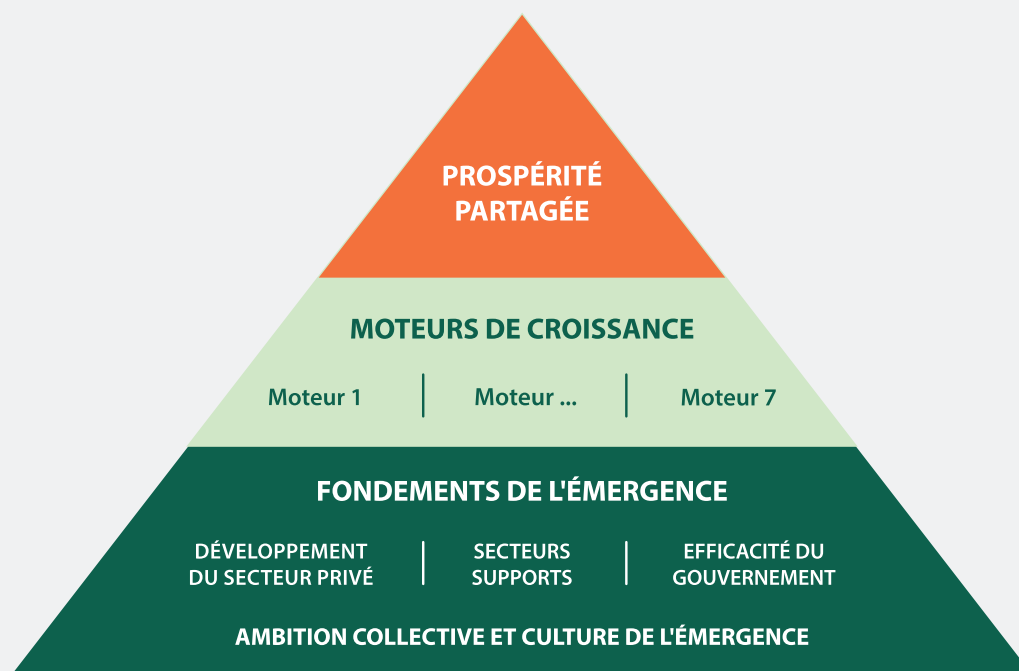 PROSPÉRITÉ
PARTAGÉE
MOTEURS DE CROISSANCE
Moteur 1 | Moteur ... | Moteur 7
FONDEMENTS DE L'ÉMERGENCE
DÉVELOPPEMENT
DU SECTEUR PRIVÉ
SECTEURS
SUPPORTS
EFFICACITÉ DU
GOUVERNEMENT
AMBITION COLLECTIVE ET CULTURE DE L'ÉMERGENCE